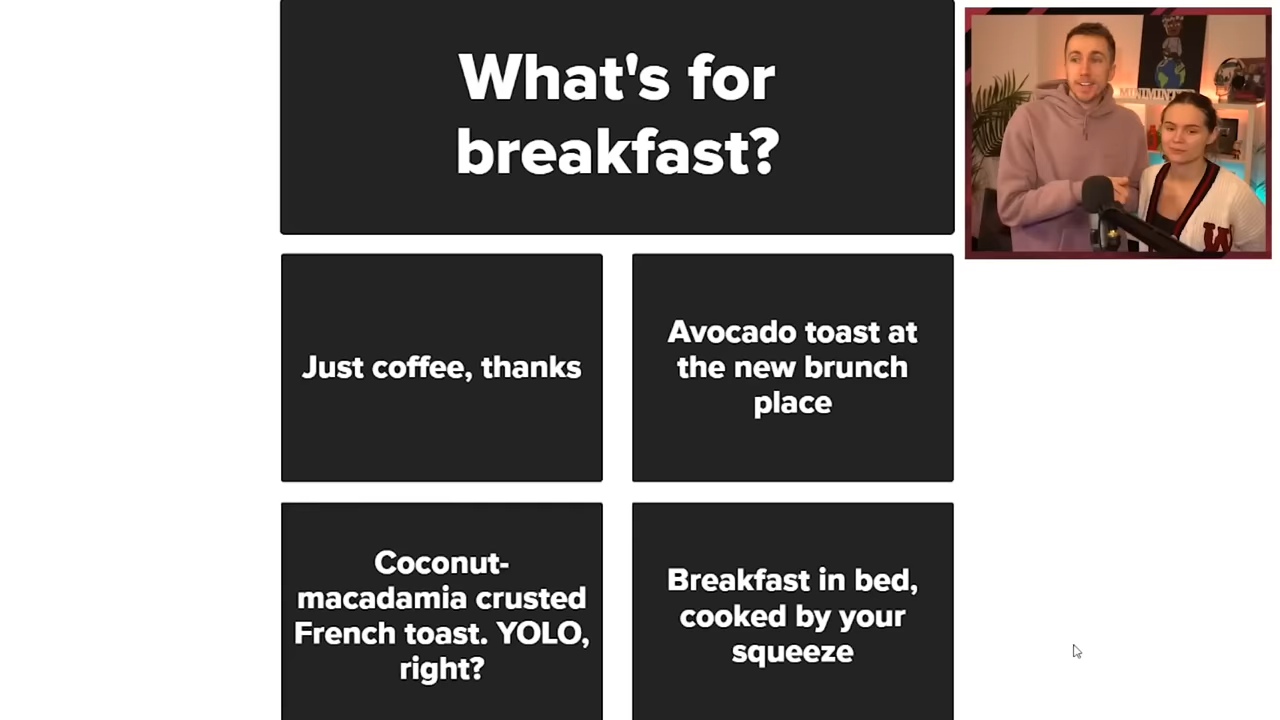 What's for
breakfast?
Just coffee, thanks
Avocado toast at
the new brunch
place
Coconut-
macadamia crusted
French toast. YOLO,
right?
Breakfast in bed,
cooked by your
squeeze
MINIMINT
W